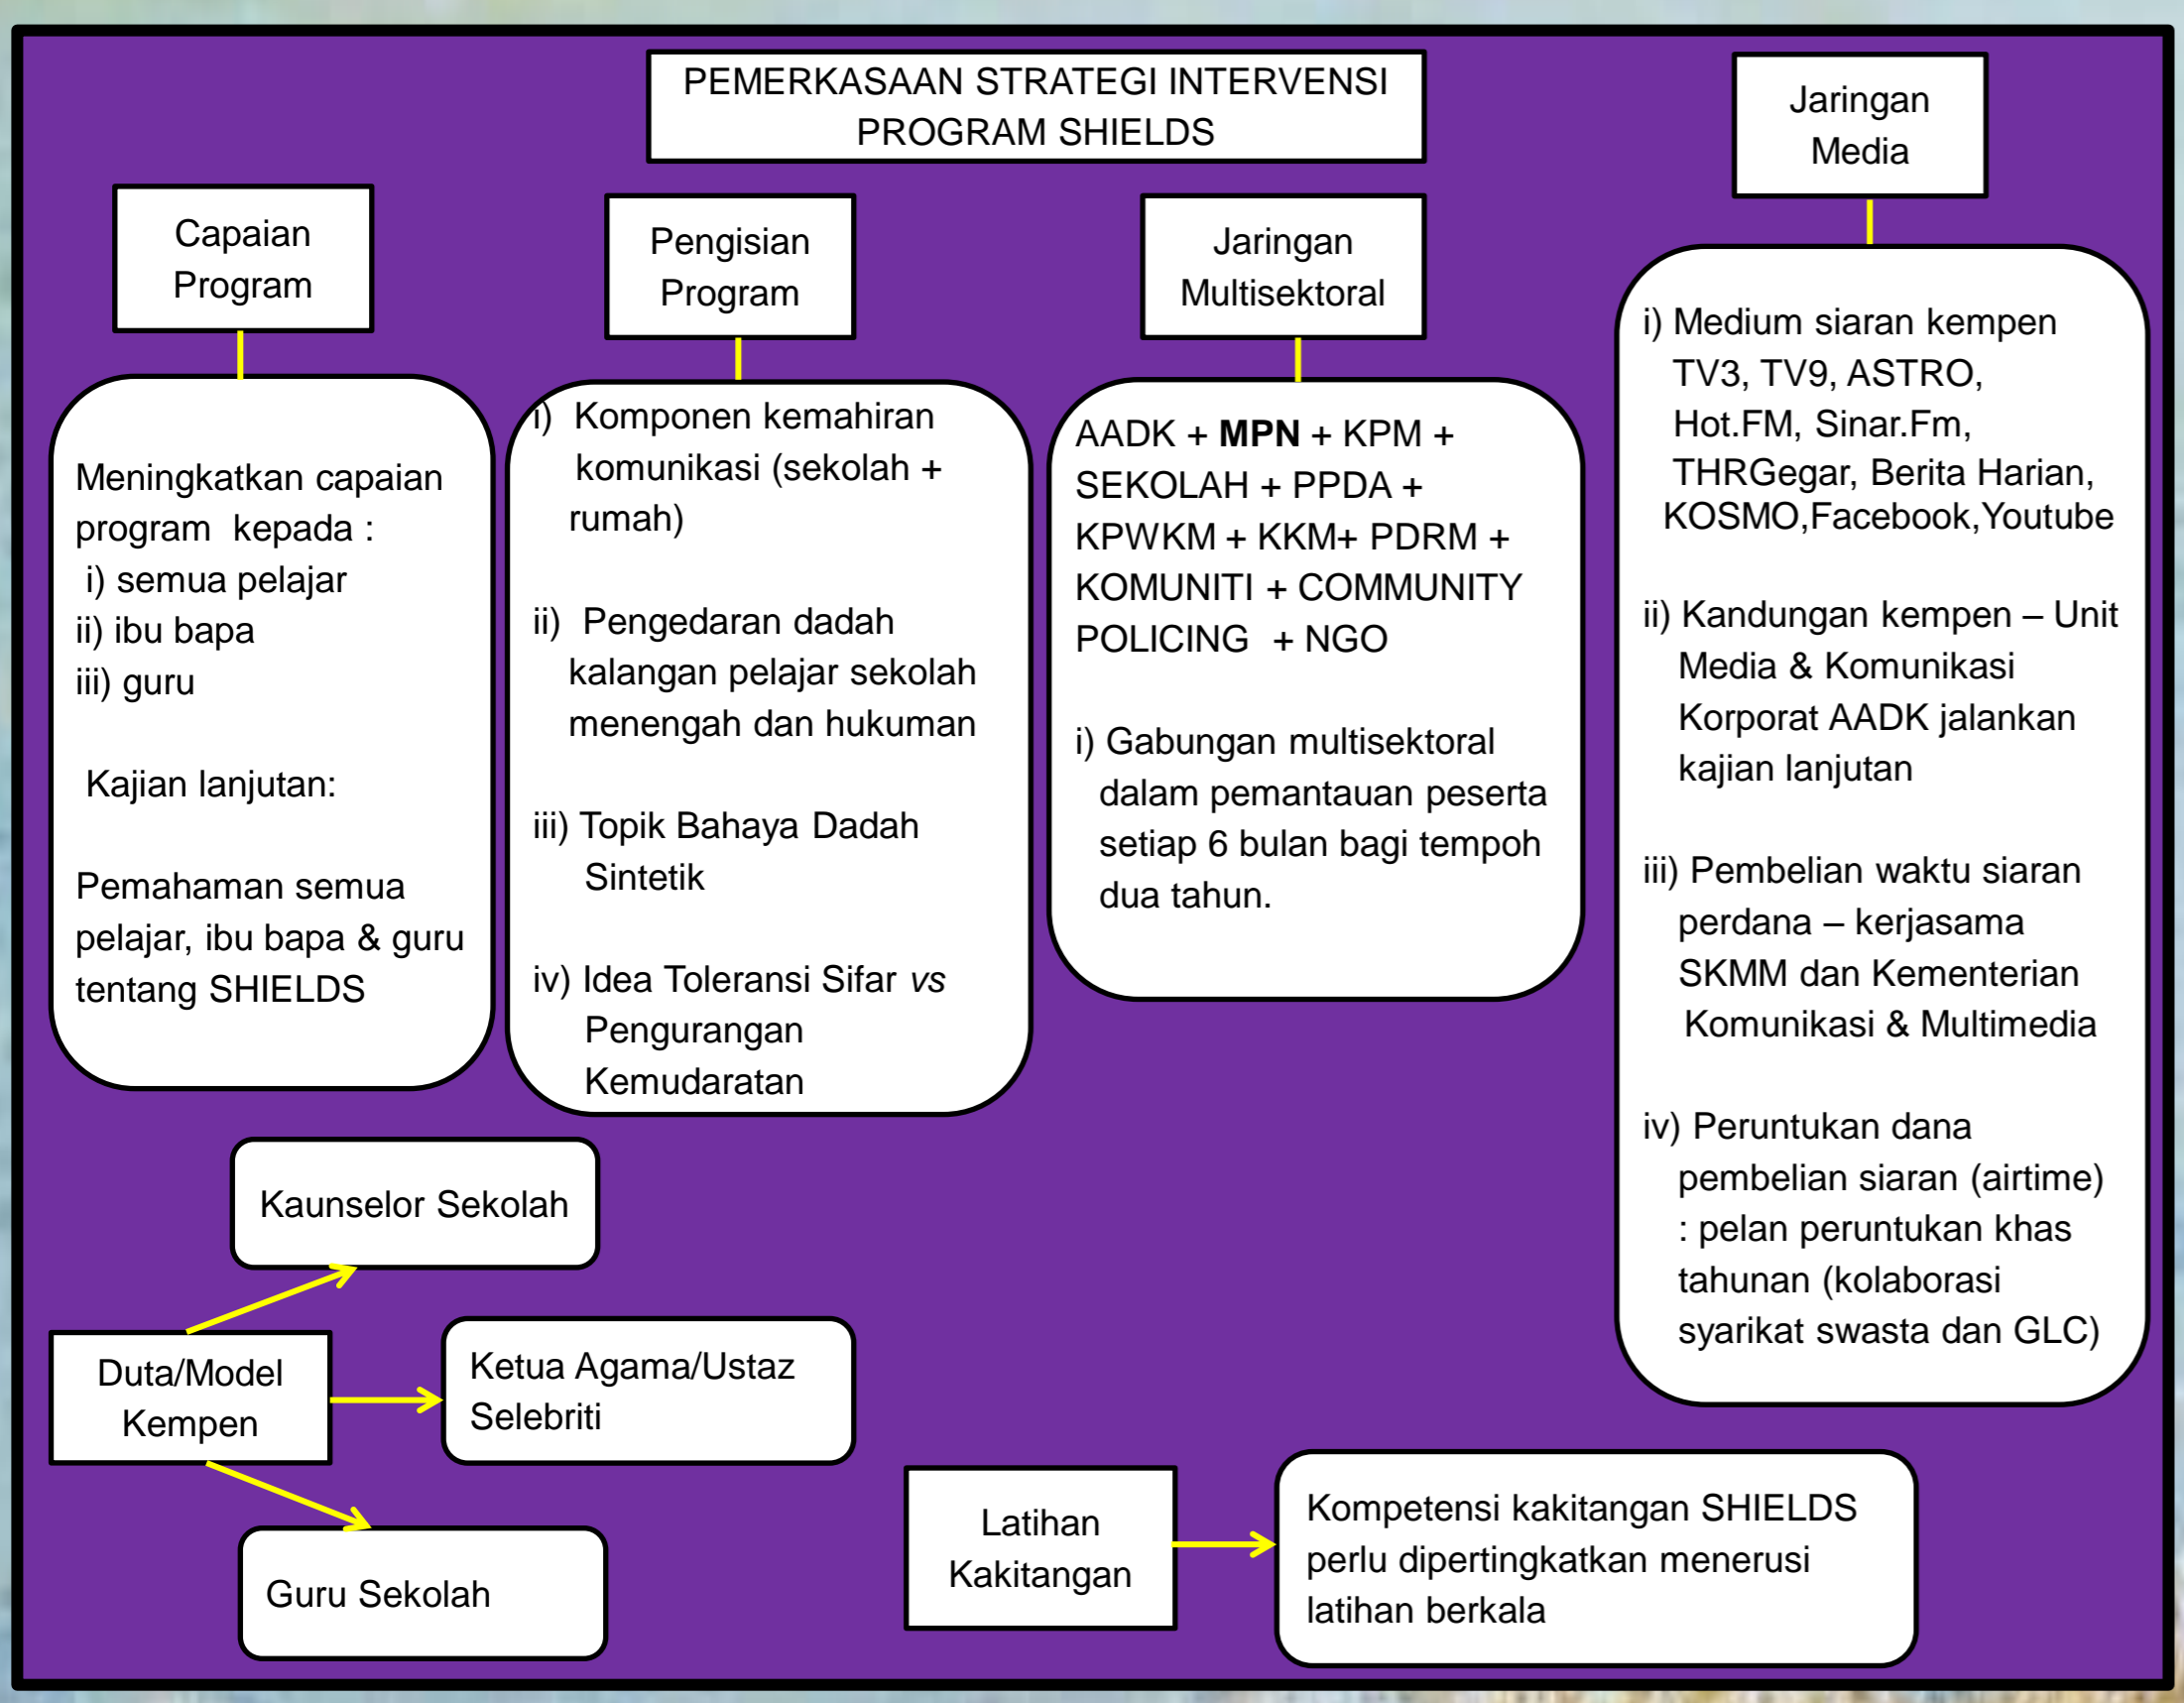 PEMERKASAAN STRATEGI INTERVENSI
PROGRAM SHIELDS
Capaian
Program
Meningkatkan capaian
program kepada :
i) semua pelajar
ii) ibu bapa
iii) guru
Kajian lanjutan:
Pemahaman semua
pelajar, ibu bapa & guru
tentang SHIELDS
Pengisian
Program
i) Komponen kemahiran
komunikasi (sekolah +
rumah)
ii) Pengedaran dadah
kalangan pelajar sekolah
menengah dan hukuman
iii) Topik Bahaya Dadah
Sintetik
iv) Idea Toleransi Sifar vs
Pengurangan
Kemudaratan
Jaringan
Multisektoral
AADK + MPN + KPM +
SEKOLAH + PPDA +
KPWKM + KKM+ PDRM +
KOMUNITI + COMMUNITY
POLICING + NGO
i) Gabungan multisektoral
dalam pemantauan peserta
setiap 6 bulan bagi tempoh
dua tahun.
Jaringan
Media
i) Medium siaran kempen
TV3, TV9, ASTRO,
Hot.FM, Sinar.Fm,
THRGegar, Berita Harian,
KOSMO,Facebook,Youtube
ii) Kandungan kempen – Unit
Media & Komunikasi
Korporat AADK jalankan
kajian lanjutan
iii) Pembelian waktu siaran
perdana – kerjasama
SKMM dan Kementerian
Komunikasi & Multimedia
iv) Peruntukan dana
pembelian siaran (airtime)
: pelan peruntukan khas
tahunan (kolaborasi
syarikat swasta dan GLC)
Duta/Model
Kempen
Kaunselor Sekolah
Ketua Agama/Ustaz
Selebriti
Guru Sekolah
Latihan
Kakitangan
Kompetensi kakitangan SHIELDS
perlu dipertingkatkan menerusi
latihan berkala